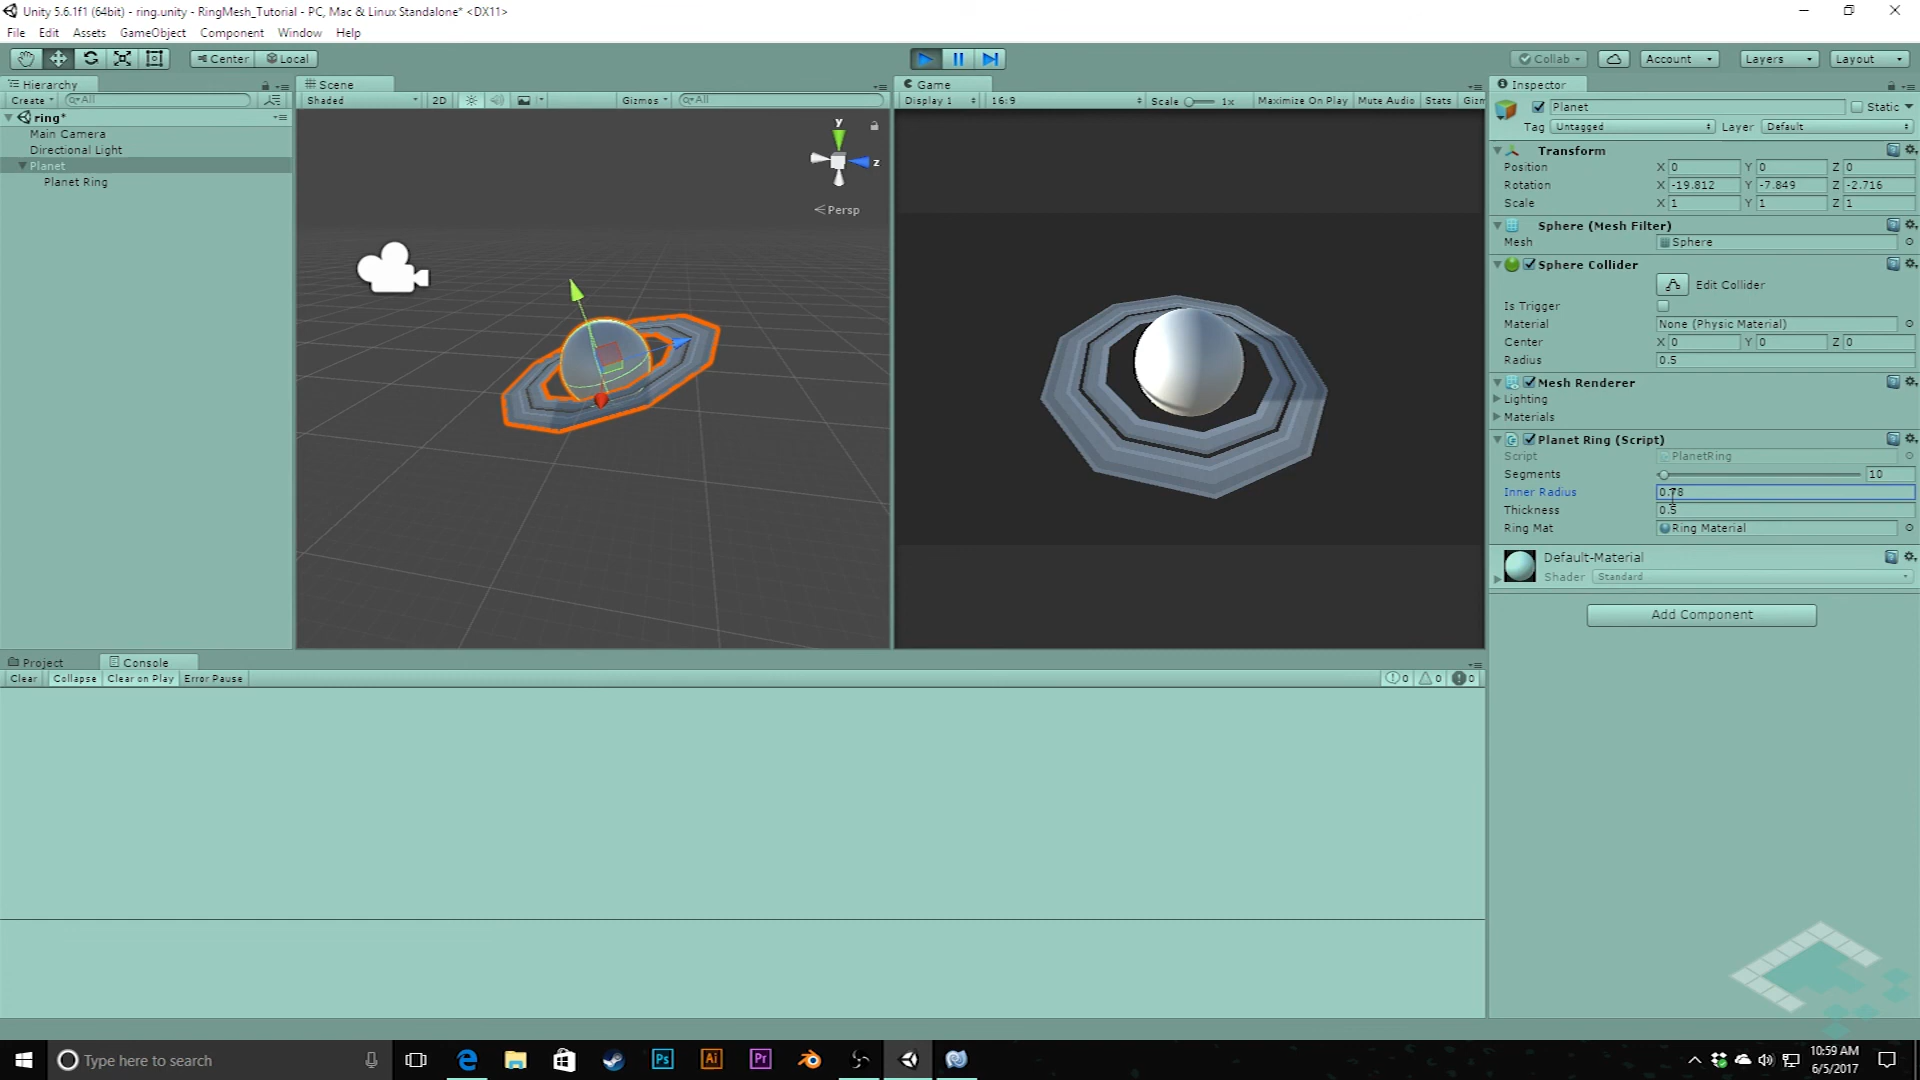 Unity 5.6.1f1 (64bit) - ring.unity - RingMesh_Tutorial - PC, Mac & Linux Standalone* <DX11>
File Edit Assets GameObject Component Window Help
Center Local
Collab Account Layers Layout
Hierarchy
Create All
ring*
Main Camera
Directional Light
Planet
Planet Ring
Scene
Shaded 2D Gizmos All
y
z
Persp
Game
Display 1 16:9 Scale 1x Maximize On Play Mute Audio Stats Gizm
Inspector
Planet Static
Tag Untagged Layer Default
Transform
Position X 0 Y 0 Z 0
Rotation X -19.812 Y -7.849 Z -2.716
Scale X 1 Y 1 Z 1
Sphere (Mesh Filter)
Mesh Sphere
Sphere Collider
Edit Collider
Is Trigger
Material None (Physic Material)
Center X 0 Y 0 Z 0
Radius 0.5
Mesh Renderer
Lighting
Materials
Planet Ring (Script)
Script PlanetRing
Segments 10
Inner Radius 0.78
Thickness 0.5
Ring Mat Ring Material
Default-Material
Shader Standard
Add Component
Project Console
Clear Collapse Clear on Play Error Pause 0 0 0
Type here to search
Ps Ai Pr
10:59 AM
6/5/2017